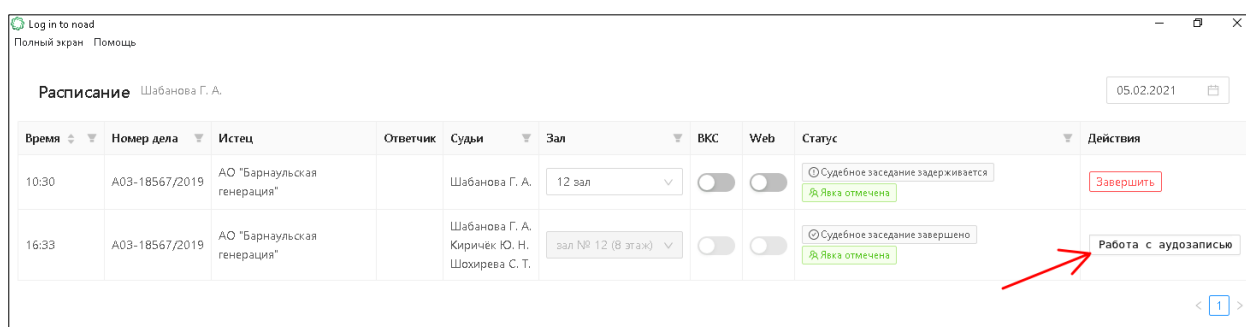 Log in to noad
Полный экран Помощь
Расписание Шабанова Г. А.
05.02.2021
Время Номер дела Истец Ответчик Судьи Зал ВКС Web Статус Действия
10:30 А03-18567/2019 АО "Барнаульская генерация" Шабанова Г. А. 12 зал Судебное заседание задерживается Явка отмечена Завершить
16:33 А03-18567/2019 АО "Барнаульская генерация" Шабанова Г. А. Киричёк Ю. Н. Шохирева С. Т. зал № 12 (8 этаж) Судебное заседание завершено Явка отмечена Работа с аудозаписью
1